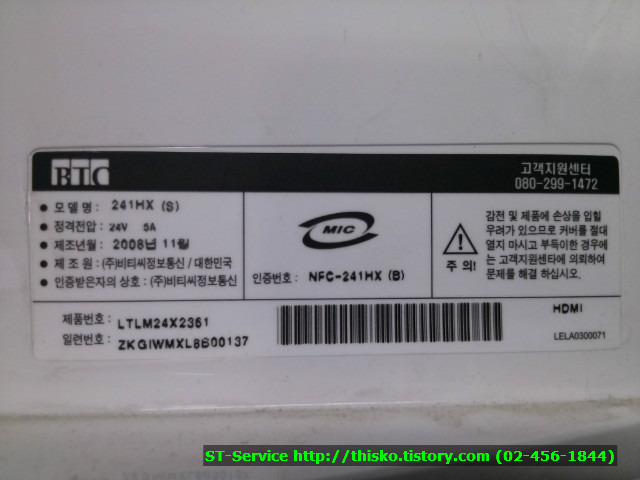 BTC
고객지원센터
080-299-1472
● 모 델 명 : 241HX (S)
● 정격전압 : 24V 5A
● 제조년월 : 2008년 11월
● 제 조 원 : (주)비티씨정보통신 / 대한민국
● 인증받은자의 상호 : (주)비티씨정보통신
MIC
인증번호 : NFC-241HX (B)
주 의!
감전 및 제품에 손상을 입힐
우려가 있으므로 커버를 절대
열지 마시고 부득이한 경우에
는 고객지원센터에 의뢰하여
문제를 해결 하십시오.
제품번호 : LTLM24X2351
일련번호 : ZKGIWMXL8B00137
HDMI
LELA0300071
ST-Service http://thisko.tistory.com (02-456-1844)